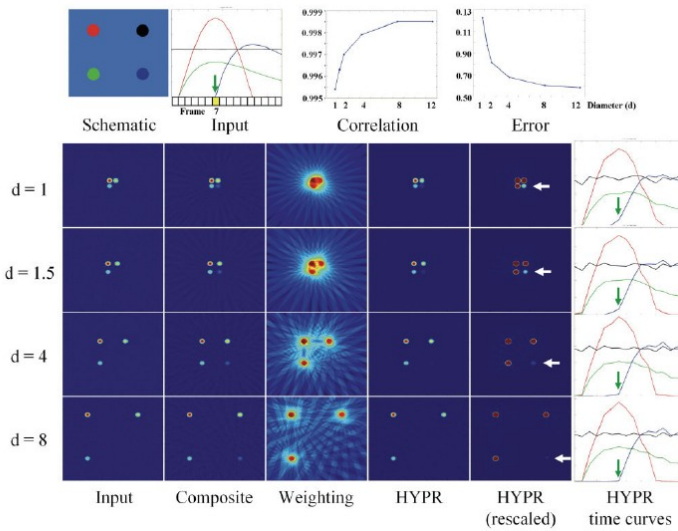 0.999
0.998
0.997
0.996
0.995
1 2 4 8 12
0.13
0.11
0.90
0.70
0.50
1 2 4 8 12 Diameter (d)
Frame 7
Schematic Input Correlation Error
d = 1
d = 1.5
d = 4
d = 8
Input Composite Weighting HYPR HYPR (rescaled) HYPR time curves